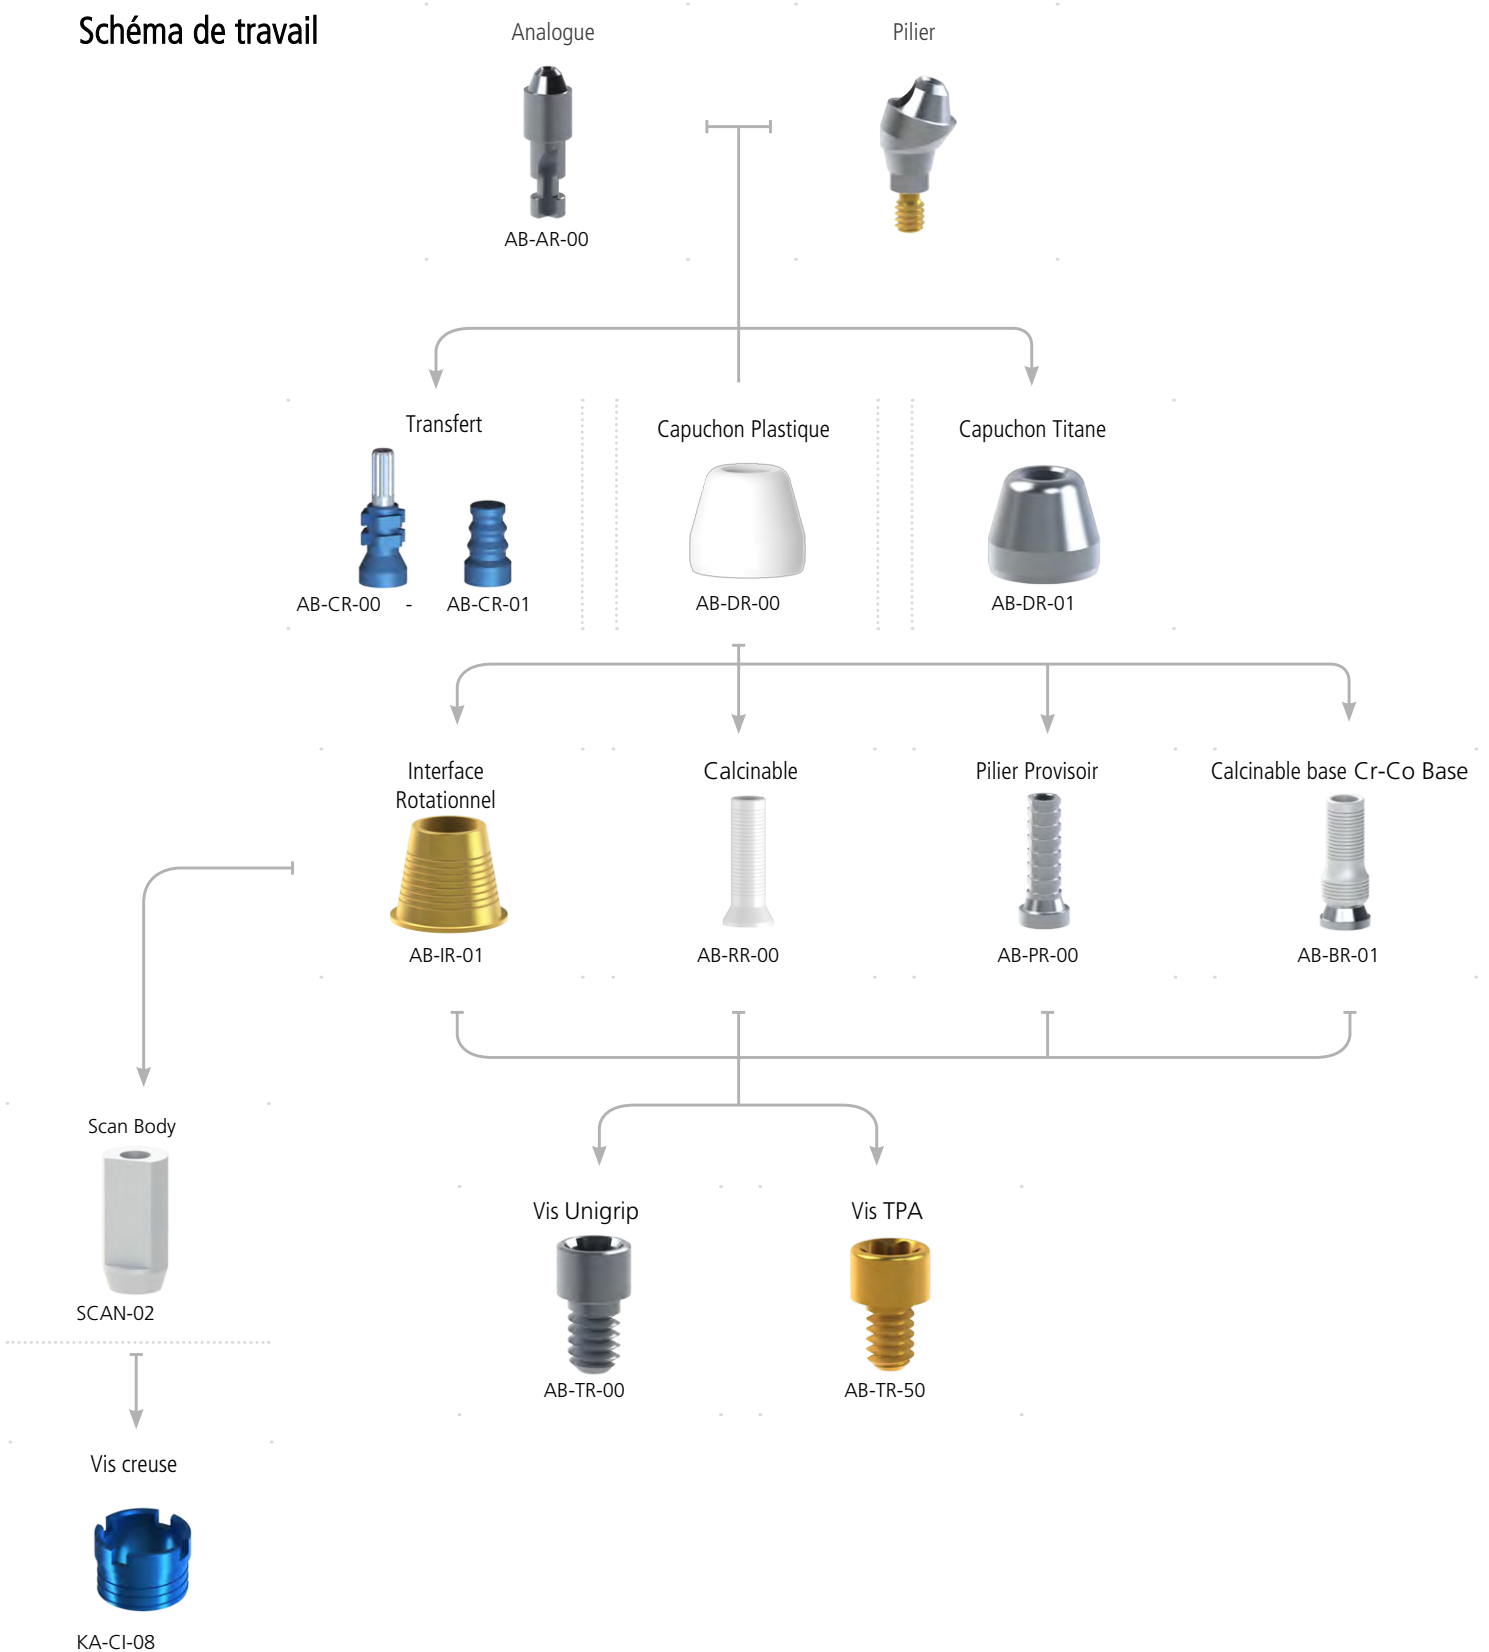 Schéma de travail
Analogue
Pilier
AB-AR-00
Transfert
Capuchon Plastique
Capuchon Titane
AB-CR-00 - AB-CR-01
AB-DR-00
AB-DR-01
Interface
Rotationnel
Calcinable
Pilier Provisoir
Calcinable base Cr-Co Base
AB-IR-01
AB-RR-00
AB-PR-00
AB-BR-01
Scan Body
SCAN-02
Vis Unigrip
Vis TPA
AB-TR-00
AB-TR-50
Vis creuse
KA-CI-08